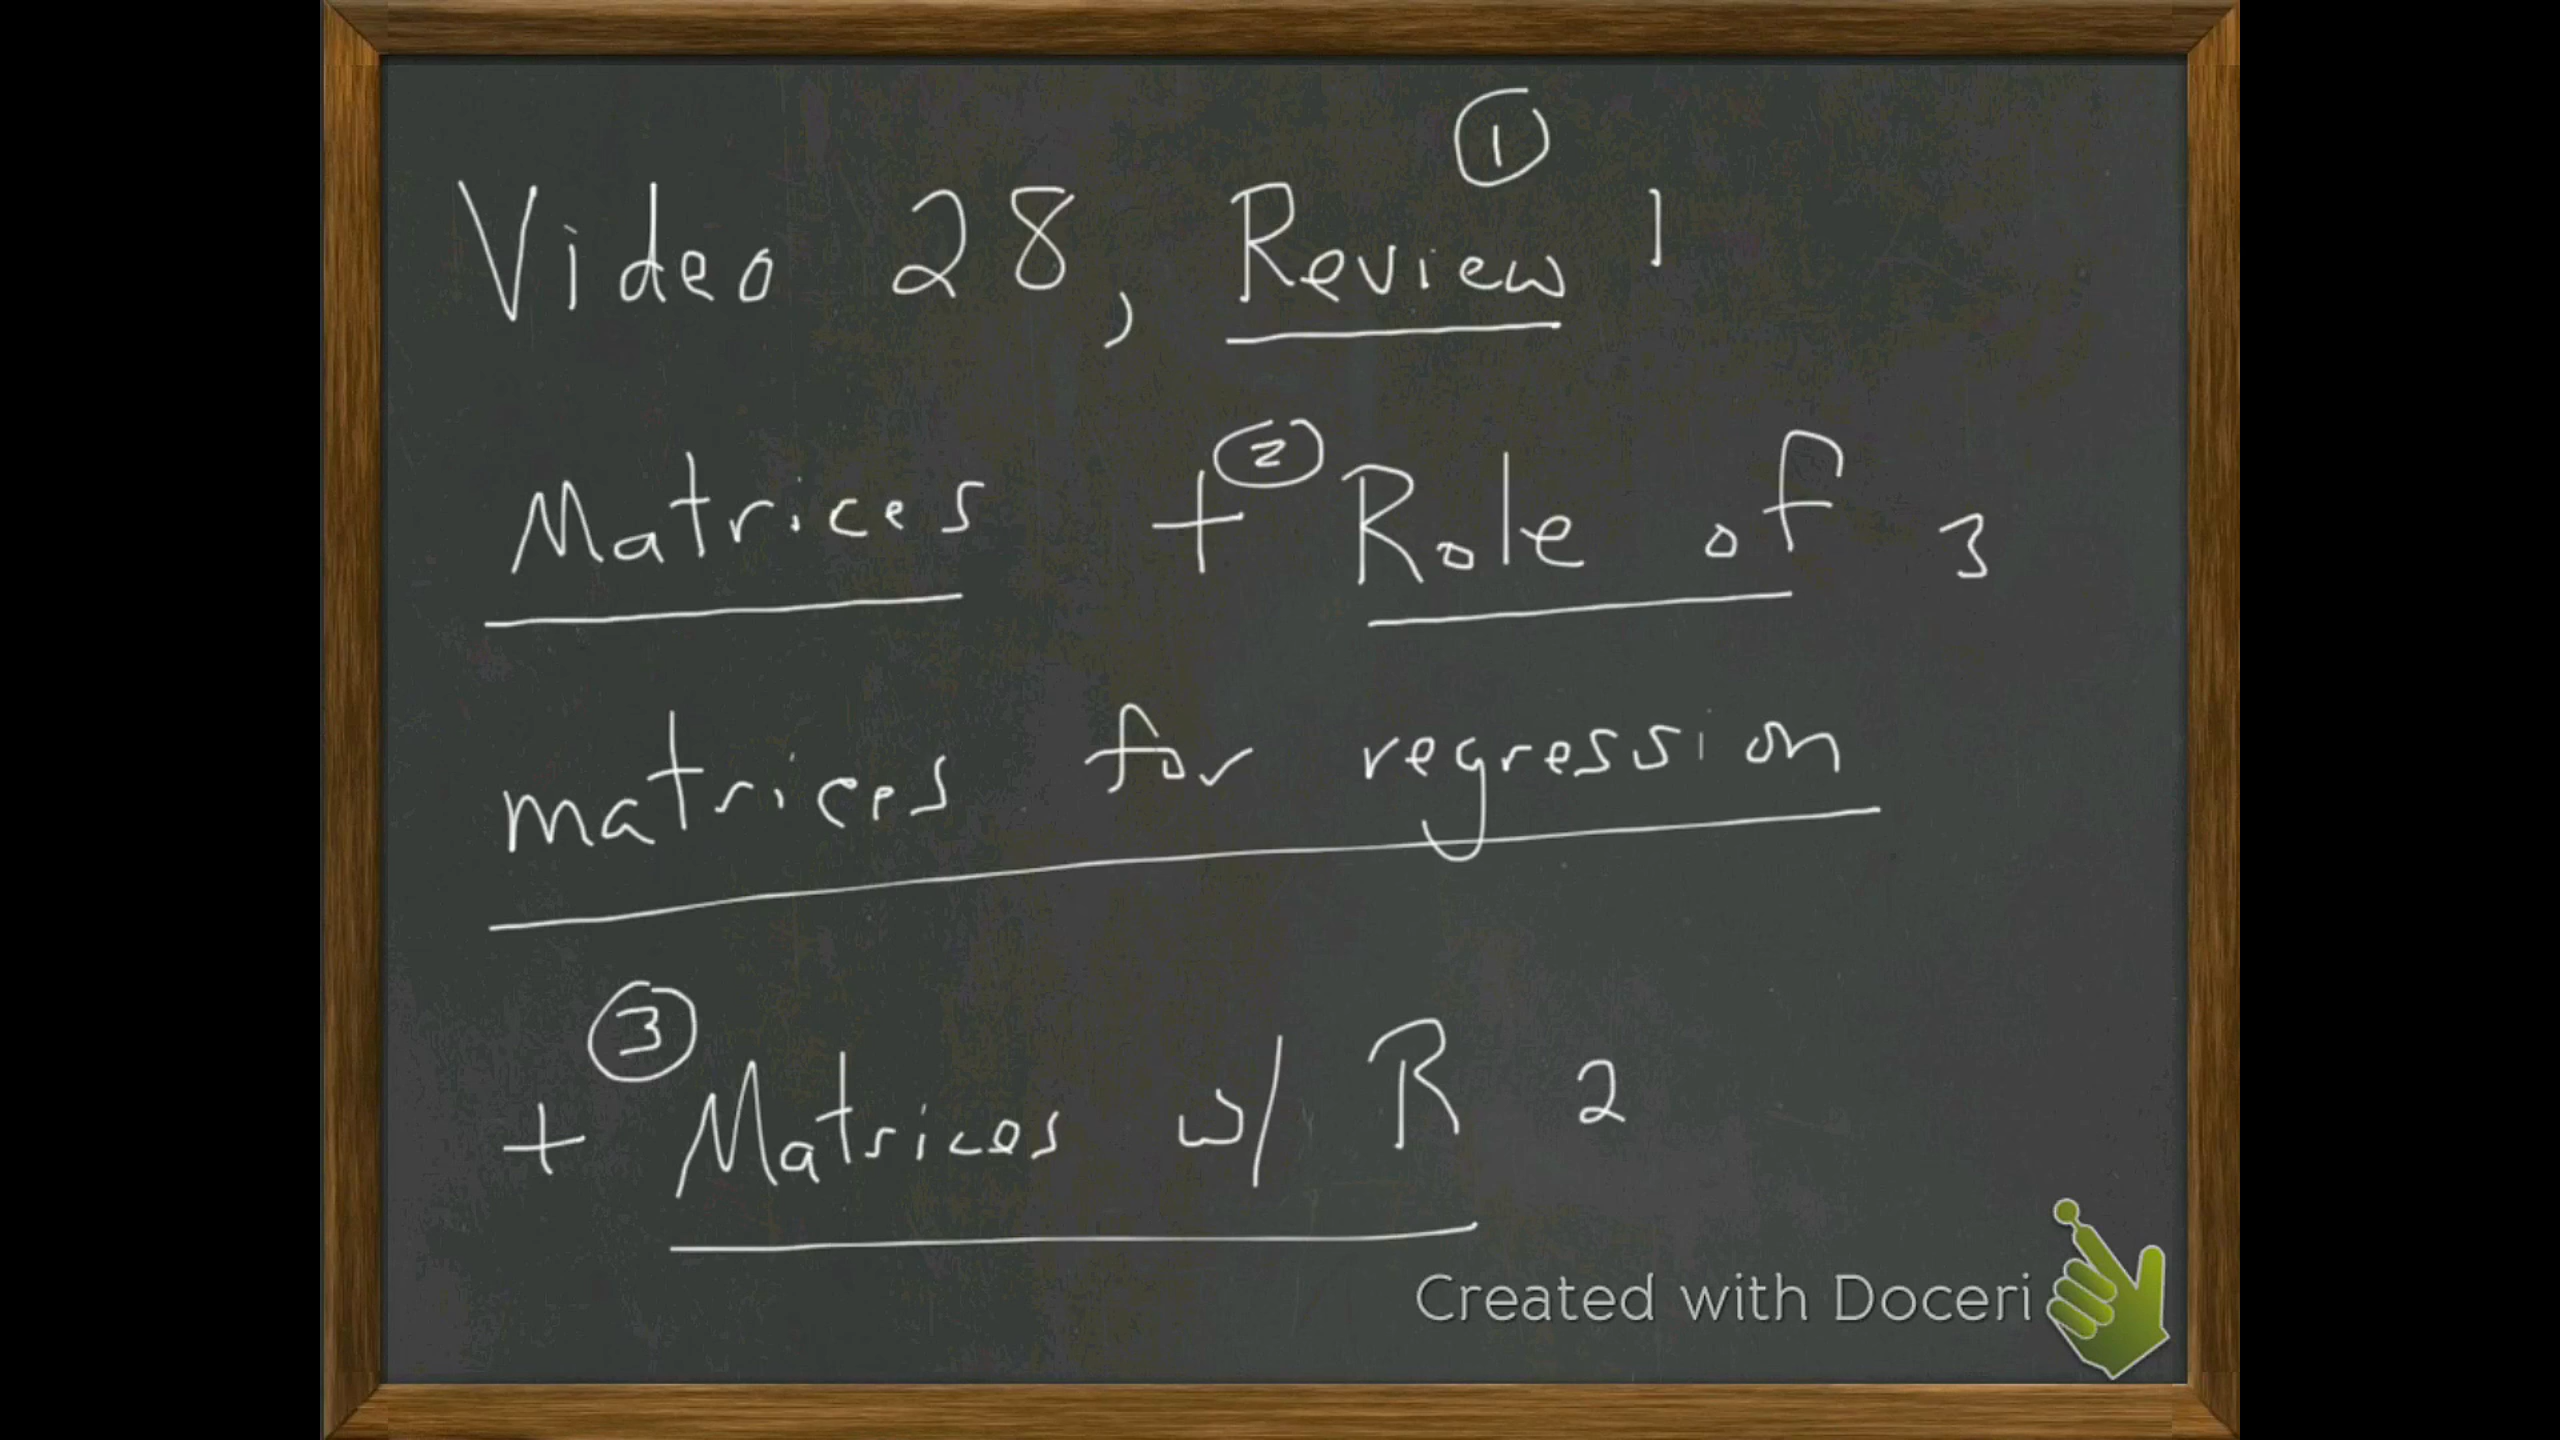 ①
Video 28, Review 1
②
Matrices + Role of 3
matrices for regression
③
+ Matrices w/ R 2
Created with Doceri